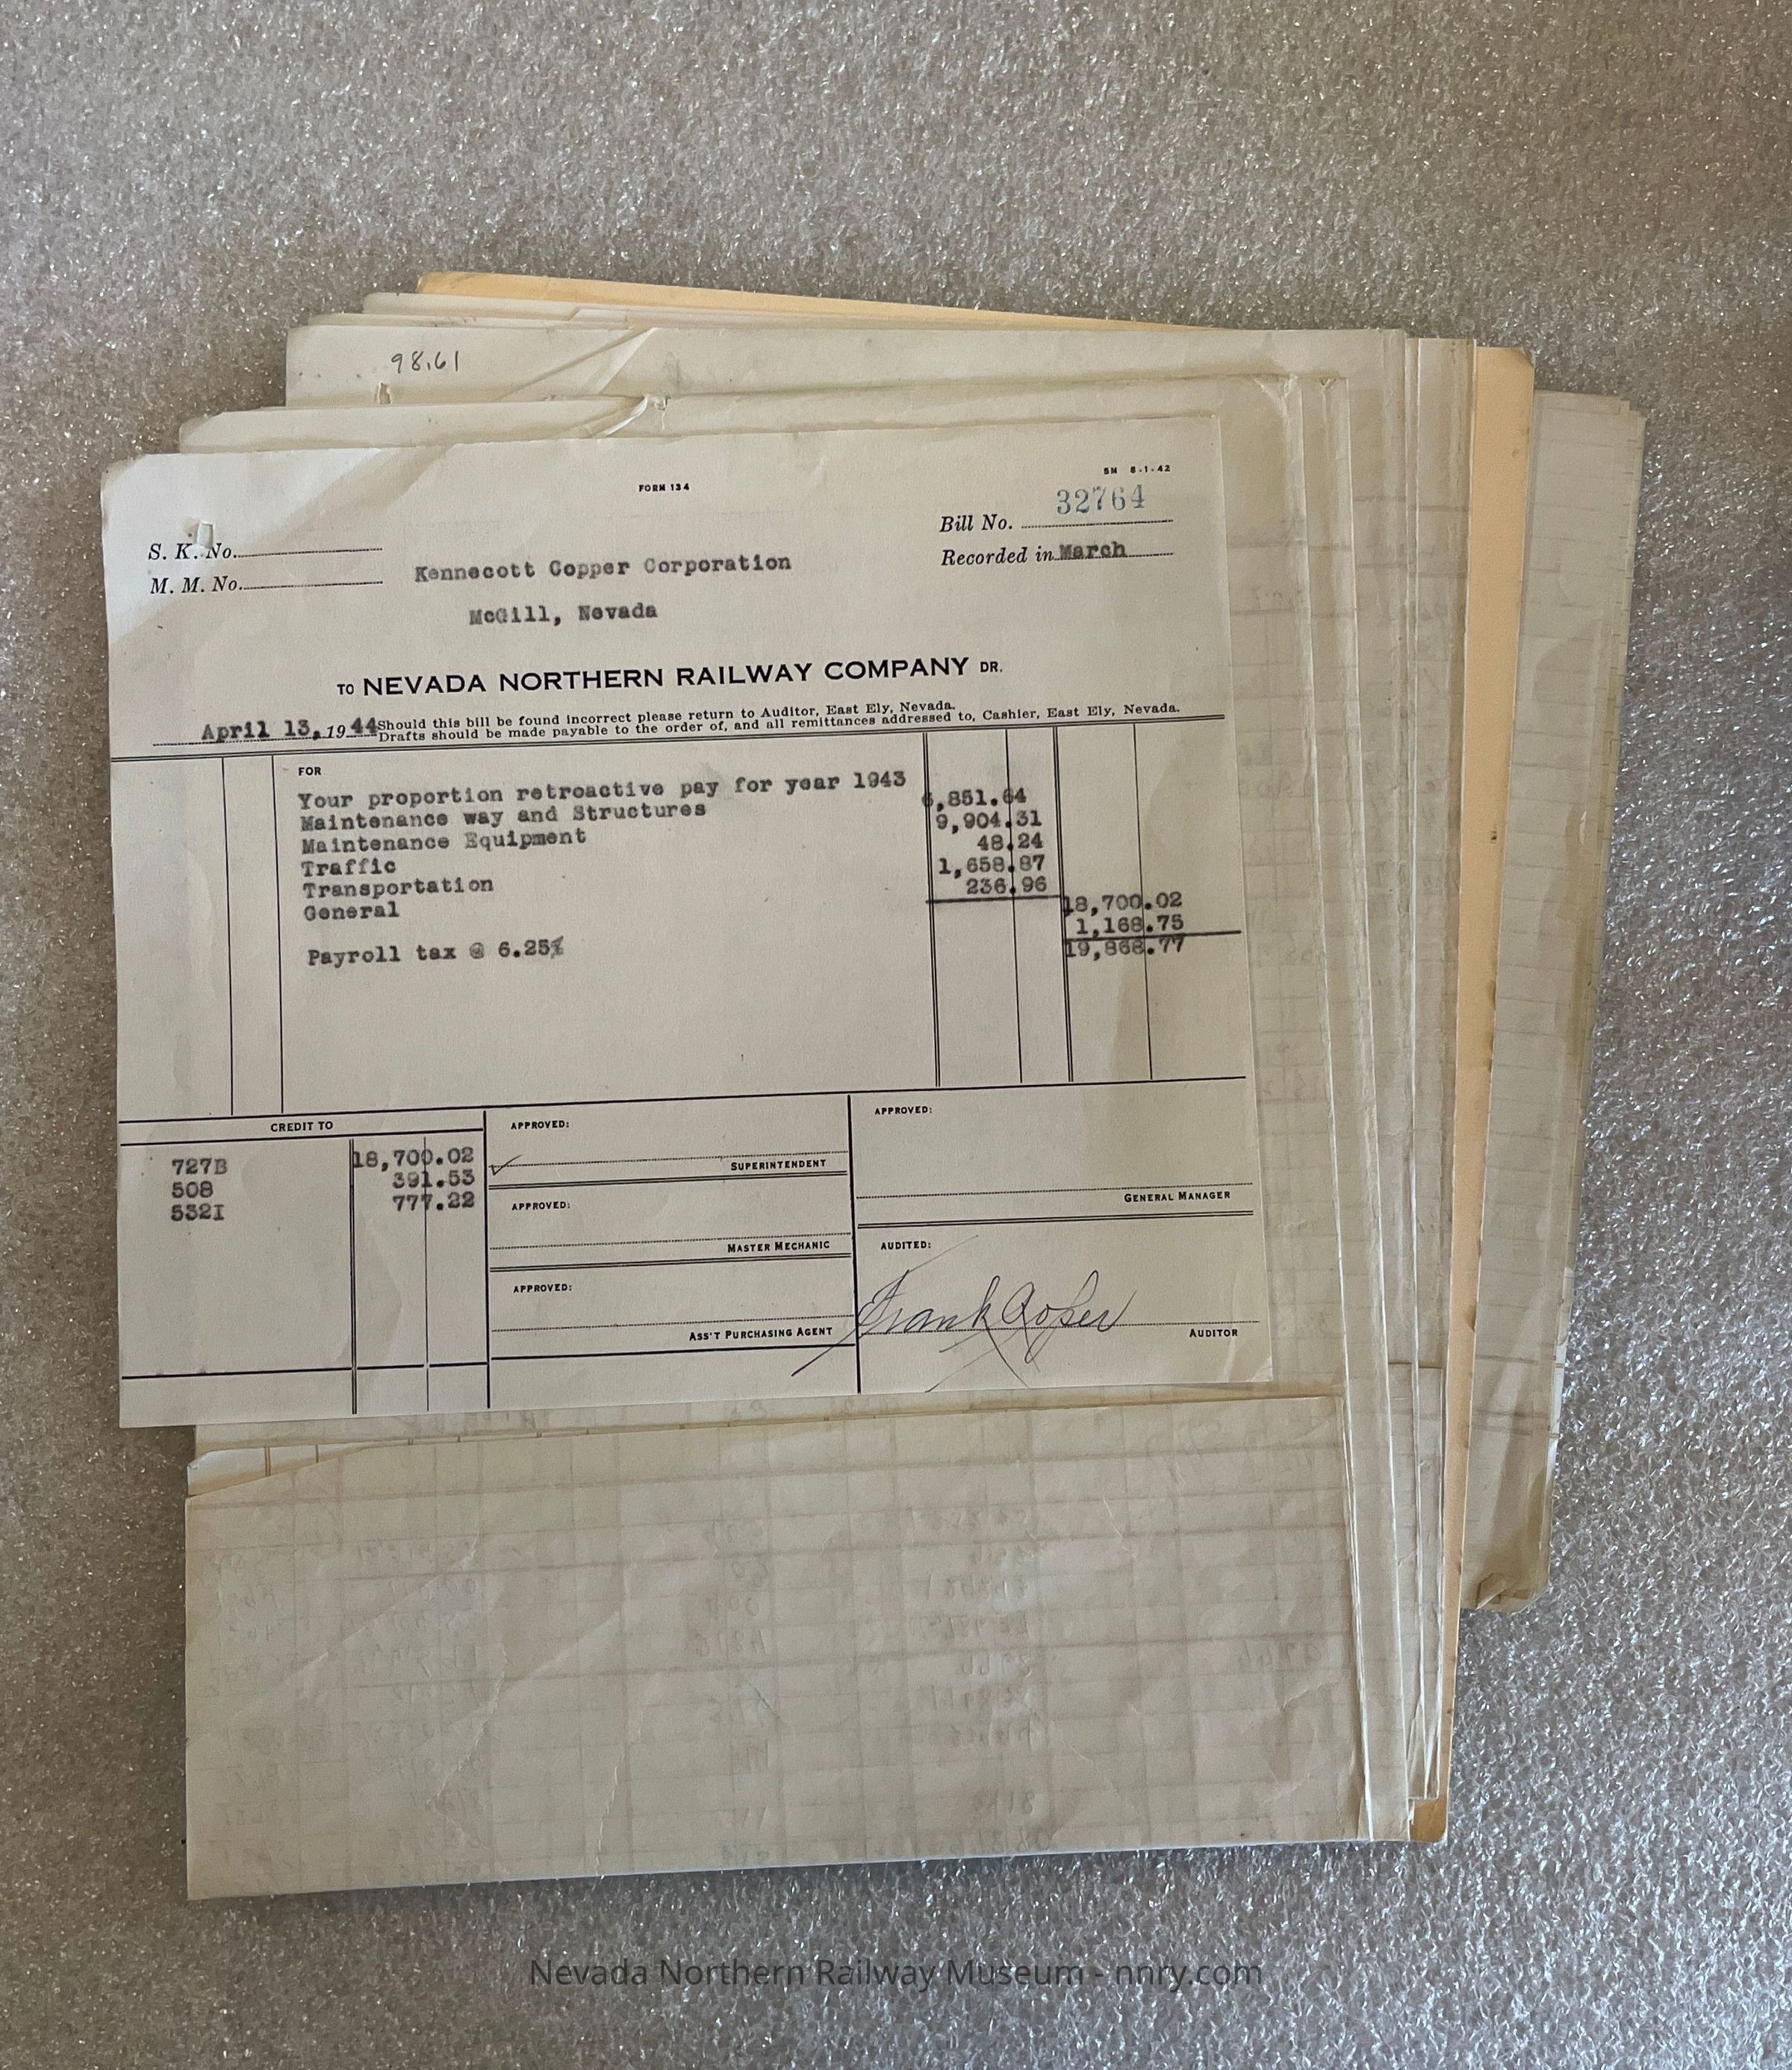 98.61
FORM 134
5M 8-1-42
Bill No. 32764
S. K. No.
Recorded in March
M. M. No.
Kennecott Copper Corporation
McGill, Nevada
TO NEVADA NORTHERN RAILWAY COMPANY DR.
April 13, 1944
Should this bill be found incorrect please return to Auditor, East Ely, Nevada.
Drafts should be made payable to the order of, and all remittances addressed to, Cashier, East Ely, Nevada.
FOR
Your proportion retroactive pay for year 1943
Maintenance way and Structures 6,851.64
Maintenance Equipment 9,904.31
Traffic 48.24
Transportation 1,658.87
General 236.96 18,700.02
Payroll tax @ 6.25% 1,168.75
19,868.77
CREDIT TO
727B 18,700.02
508 391.53
532I 777.22
APPROVED:
SUPERINTENDENT
APPROVED:
MASTER MECHANIC
APPROVED:
ASS'T PURCHASING AGENT
APPROVED:
GENERAL MANAGER
AUDITED:
Frank
AUDITOR
Nevada Northern Railway Museum - nnry.com